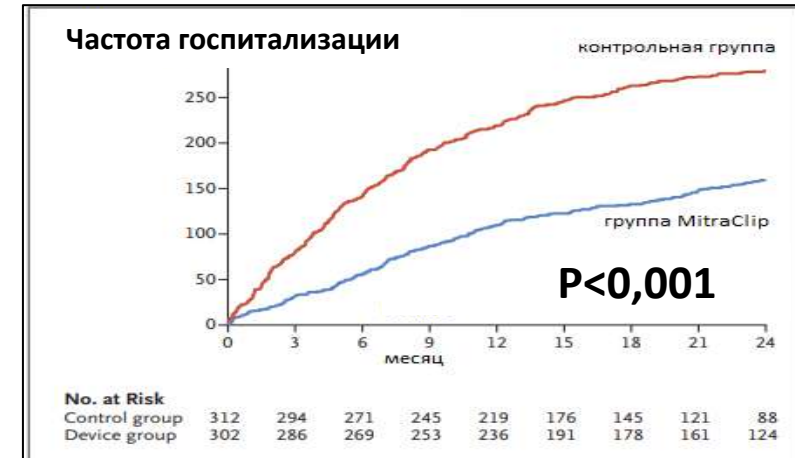 Частота госпитализации
контрольная группа
250
200
150
100
50
0
группа MitraClip
P<0,001
0 3 6 9 12 15 18 21 24
месяц
No. at Risk
Control group 312 294 271 245 219 176 145 121 88
Device group 302 286 269 253 236 191 178 161 124